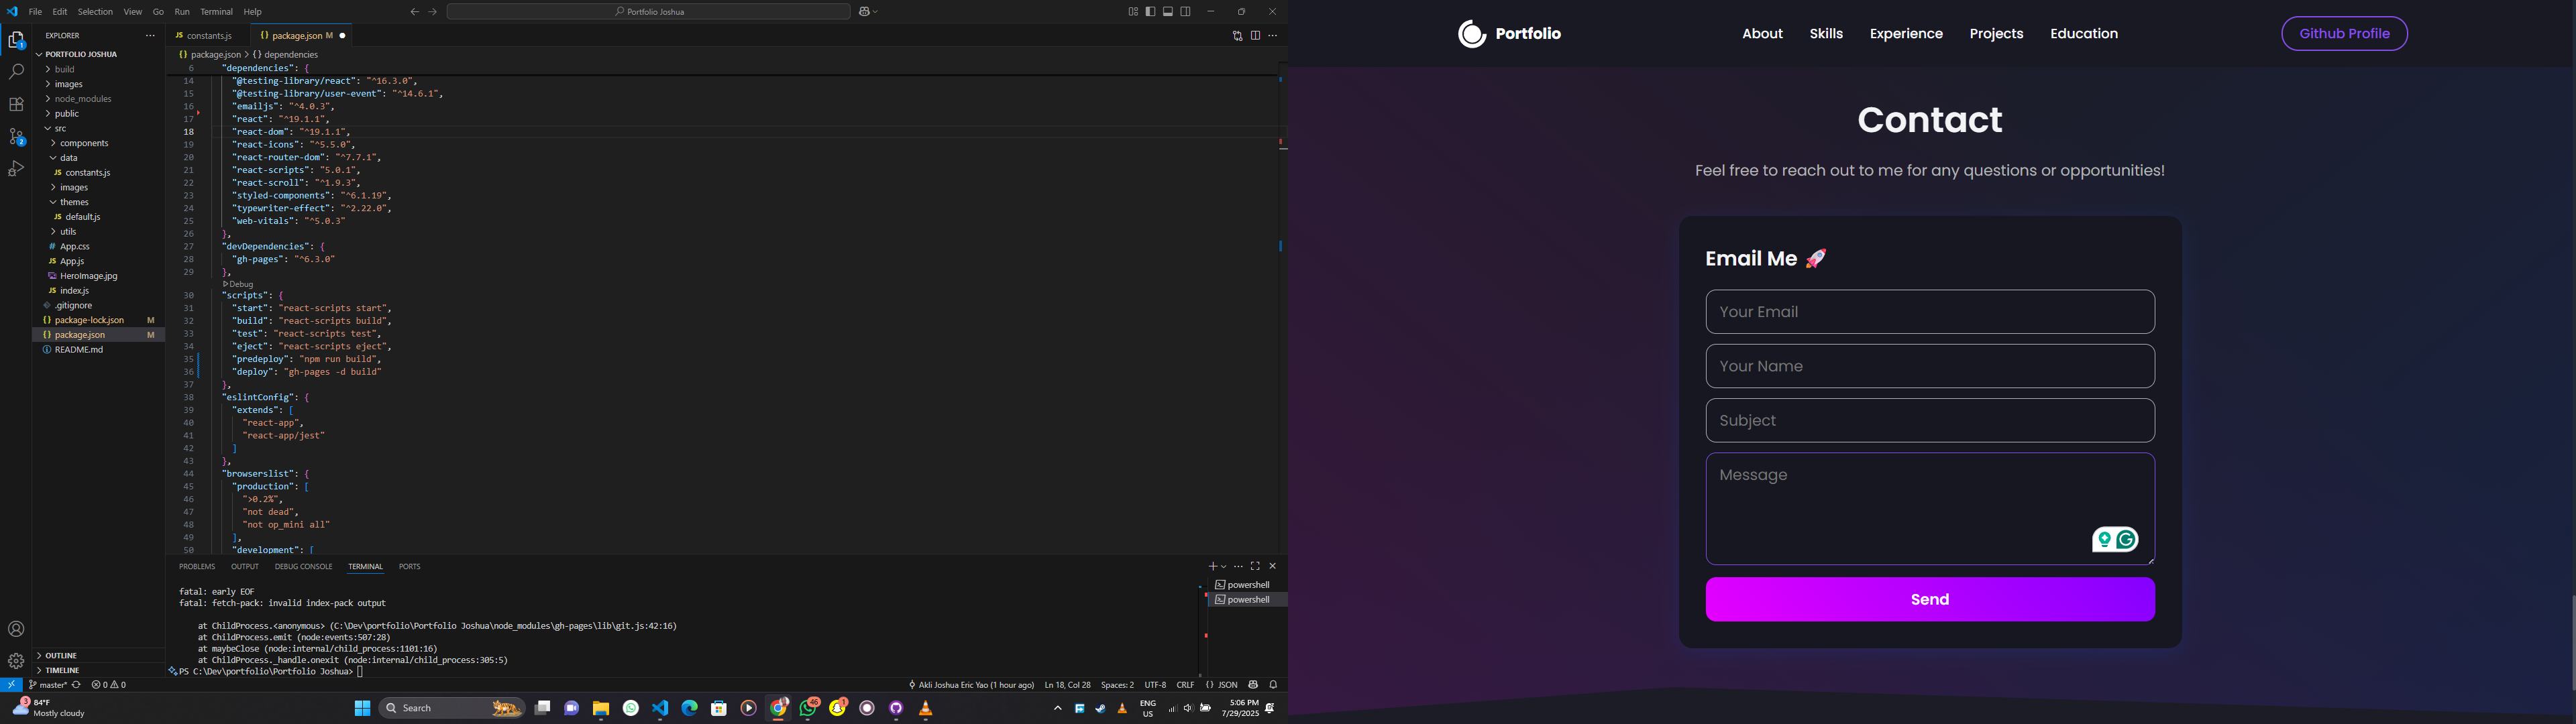 File Edit Selection View Go Run Terminal Help
Portfolio Joshua
EXPLORER
PORTFOLIO JOSHUA
build
images
node_modules
public
src
components
data
JS constants.js
images
themes
JS default.js
utils
# App.css
JS App.js
HeroImage.jpg
JS index.js
.gitignore
{} package-lock.json M
{} package.json M
README.md
OUTLINE
TIMELINE
1
2
JS constants.js
{} package.json M
{} package.json > {} dependencies
6 "dependencies": {
14 "@testing-library/react": "^16.3.0",
15 "@testing-library/user-event": "^14.6.1",
16 "emailjs": "^4.0.3",
17 "react": "^19.1.1",
18 "react-dom": "^19.1.1",
19 "react-icons": "^5.5.0",
20 "react-router-dom": "^7.7.1",
21 "react-scripts": "5.0.1",
22 "react-scroll": "^1.9.3",
23 "styled-components": "^6.1.19",
24 "typewriter-effect": "^2.22.0",
25 "web-vitals": "^5.0.3"
26 },
27 "devDependencies": {
28 "gh-pages": "^6.3.0"
29 },
Debug
30 "scripts": {
31 "start": "react-scripts start",
32 "build": "react-scripts build",
33 "test": "react-scripts test",
34 "eject": "react-scripts eject",
35 "predeploy": "npm run build",
36 "deploy": "gh-pages -d build"
37 },
38 "eslintConfig": {
39 "extends": [
40 "react-app",
41 "react-app/jest"
42 ]
43 },
44 "browserslist": {
45 "production": [
46 ">0.2%",
47 "not dead",
48 "not op_mini all"
49 ],
50 "development": [
PROBLEMS OUTPUT DEBUG CONSOLE TERMINAL PORTS
powershell
powershell
fatal: early EOF
fatal: fetch-pack: invalid index-pack output
at ChildProcess.<anonymous> (C:\Dev\portfolio\Portfolio Joshua\node_modules\gh-pages\lib\git.js:42:16)
at ChildProcess.emit (node:events:507:28)
at maybeClose (node:internal/child_process:1101:16)
at ChildProcess._handle.onexit (node:internal/child_process:305:5)
PS C:\Dev\portfolio\Portfolio Joshua>
master* 0 0
Akli Joshua Eric Yao (1 hour ago) Ln 18, Col 28 Spaces: 2 UTF-8 CRLF {} JSON
3
84°F
Mostly cloudy
Search
46
1
ENG
US
5:06 PM
7/29/2025
Portfolio
About Skills Experience Projects Education
Github Profile
Contact
Feel free to reach out to me for any questions or opportunities!
Email Me 🚀
Your Email
Your Name
Subject
Message
Send